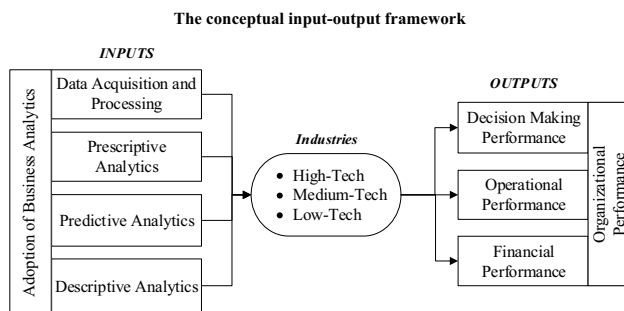 The conceptual input-output framework
INPUTS
Adoption of Business Analytics
Data Acquisition and
Processing
Prescriptive
Analytics
Predictive Analytics
Descriptive Analytics
Industries
• High-Tech
• Medium-Tech
• Low-Tech
OUTPUTS
Decision Making
Performance
Operational
Performance
Financial
Performance
Organizational
Performance